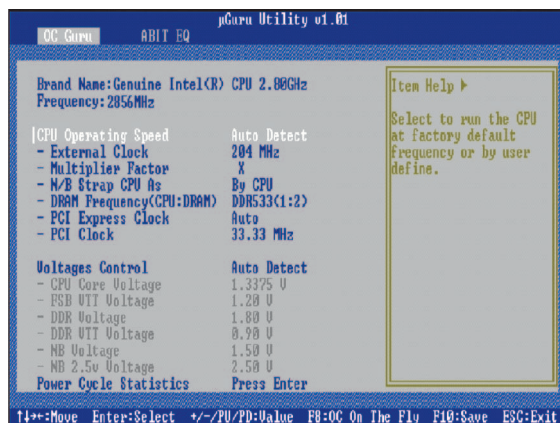 µGuru Utility v1.01
OC Guru ABIT EQ
Brand Name:Genuine Intel(R) CPU 2.80GHz
Frequency:2856MHz
CPU Operating Speed Auto Detect
- External Clock 204 MHz
- Multiplier Factor X
- N/B Strap CPU As By CPU
- DRAM Frequency(CPU:DRAM) DDR533(1:2)
- PCI Express Clock Auto
- PCI Clock 33.33 MHz
Voltages Control Auto Detect
- CPU Core Voltage 1.3375 V
- FSB VTT Voltage 1.20 V
- DDR Voltage 1.80 V
- DDR VTT Voltage 0.90 V
- NB Voltage 1.50 V
- NB 2.5v Voltage 2.50 V
Power Cycle Statistics Press Enter
Item Help ▶
Select to run the CPU
at factory default
frequency or by user
define.
↑↓→←:Move Enter:Select +/-/PU/PD:Value F8:OC On The Fly F10:Save ESC:Exit